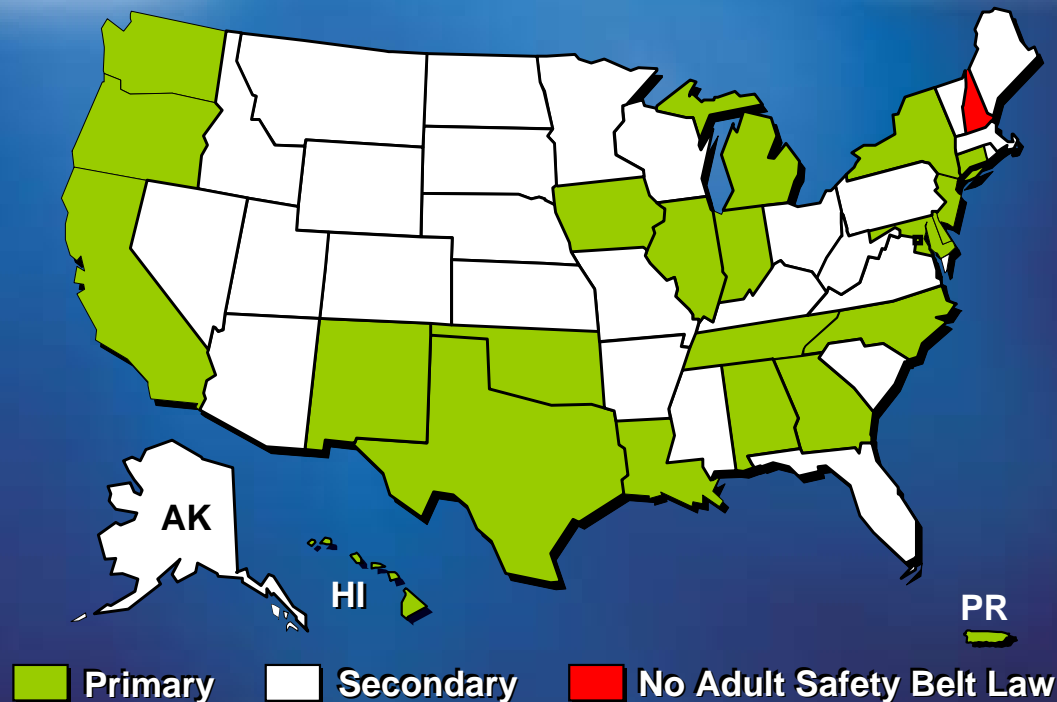 AK
HI
PR
Primary
Secondary
No Adult Safety Belt Law